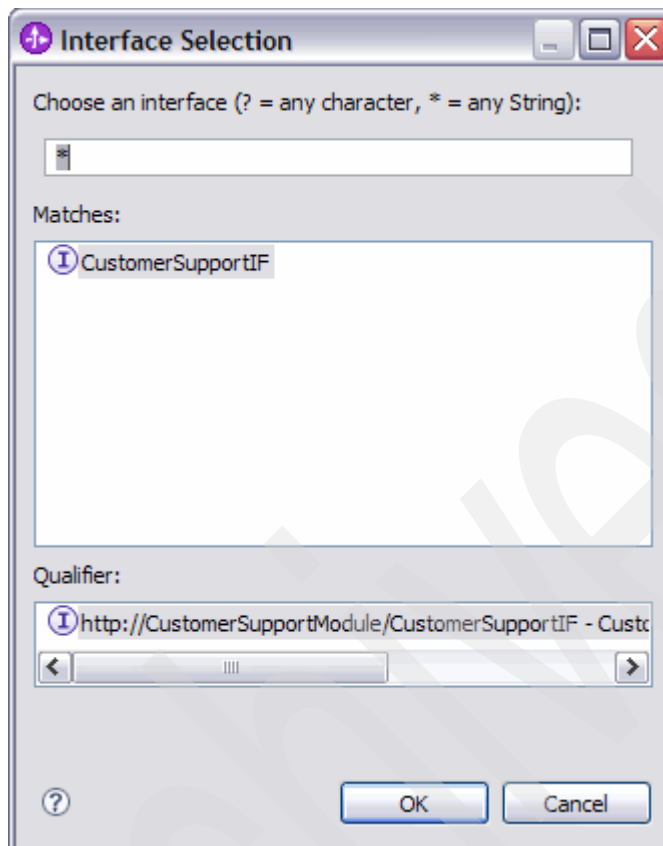 Interface Selection
Choose an interface (? = any character, * = any String):
*
Matches:
CustomerSupportIF
Qualifier:
http://CustomerSupportModule/CustomerSupportIF - Custo
OK Cancel